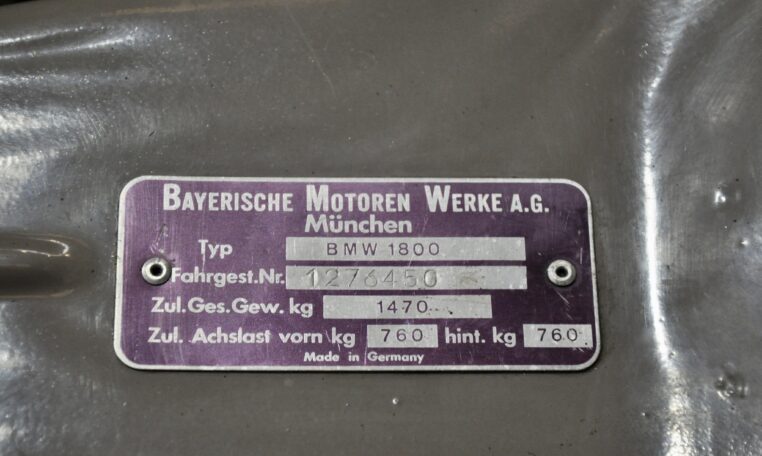 BAYERISCHE MOTOREN WERKE A.G.
München
Typ BMW 1800
Fahrgest.Nr. 1276450
Zul.Ges.Gew. kg 1470
Zul. Achslast vorn kg 760 hint. kg 760
Made in Germany